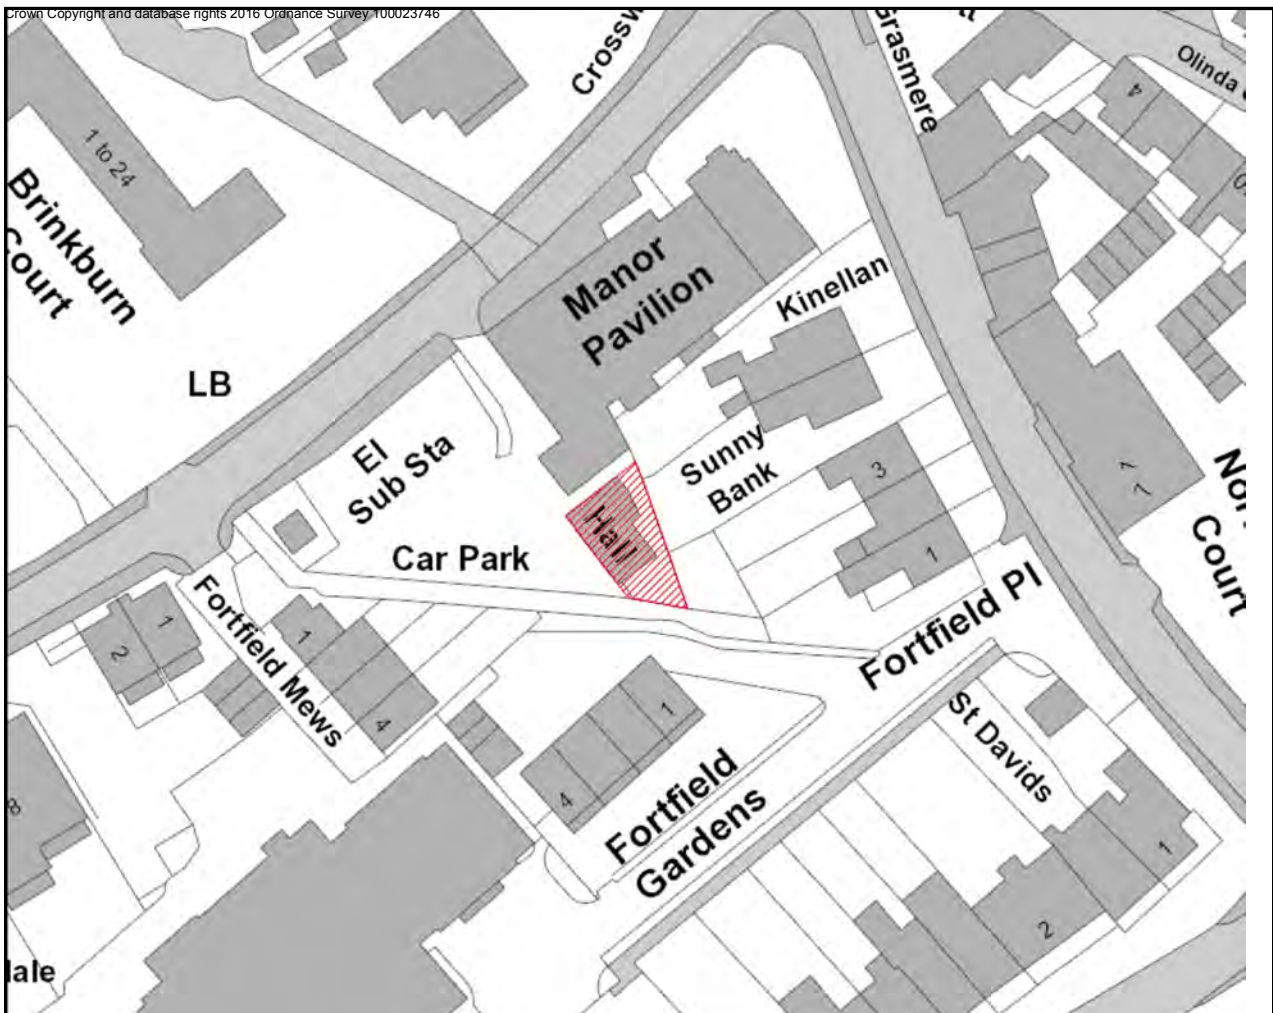 Crown Copyright and database rights 2016 Ordnance Survey 100023746
Grasmere
Olinda
4
1 to 24
Brinkburn
Court
Manor
Pavilion
Kinellan
LB
El
Sub Sta
Sunny
Bank
3
1
Hall
Car Park
Court
Fortfield Pl
Fortfield Mews
1
2
1
4
1
4
Fortfield
Gardens
St Davids
1
2
8